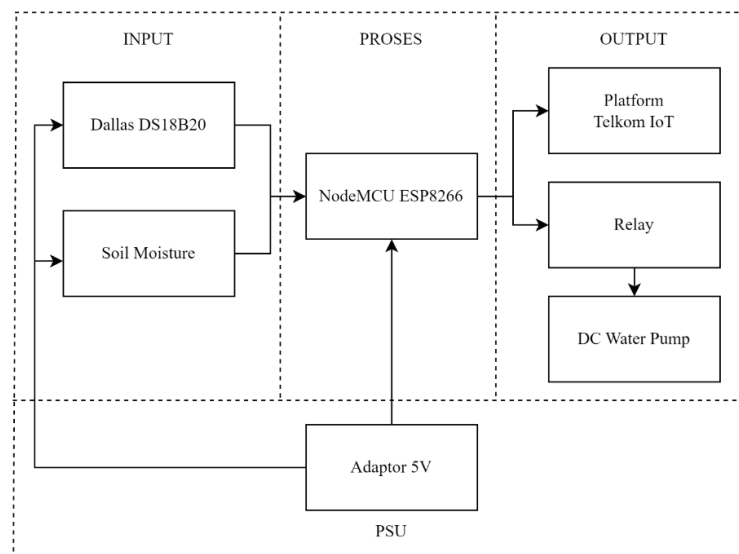 INPUT
PROSES
OUTPUT
Dallas DS18B20
Soil Moisture
NodeMCU ESP8266
Platform
Telkom IoT
Relay
DC Water Pump
Adaptor 5V
PSU